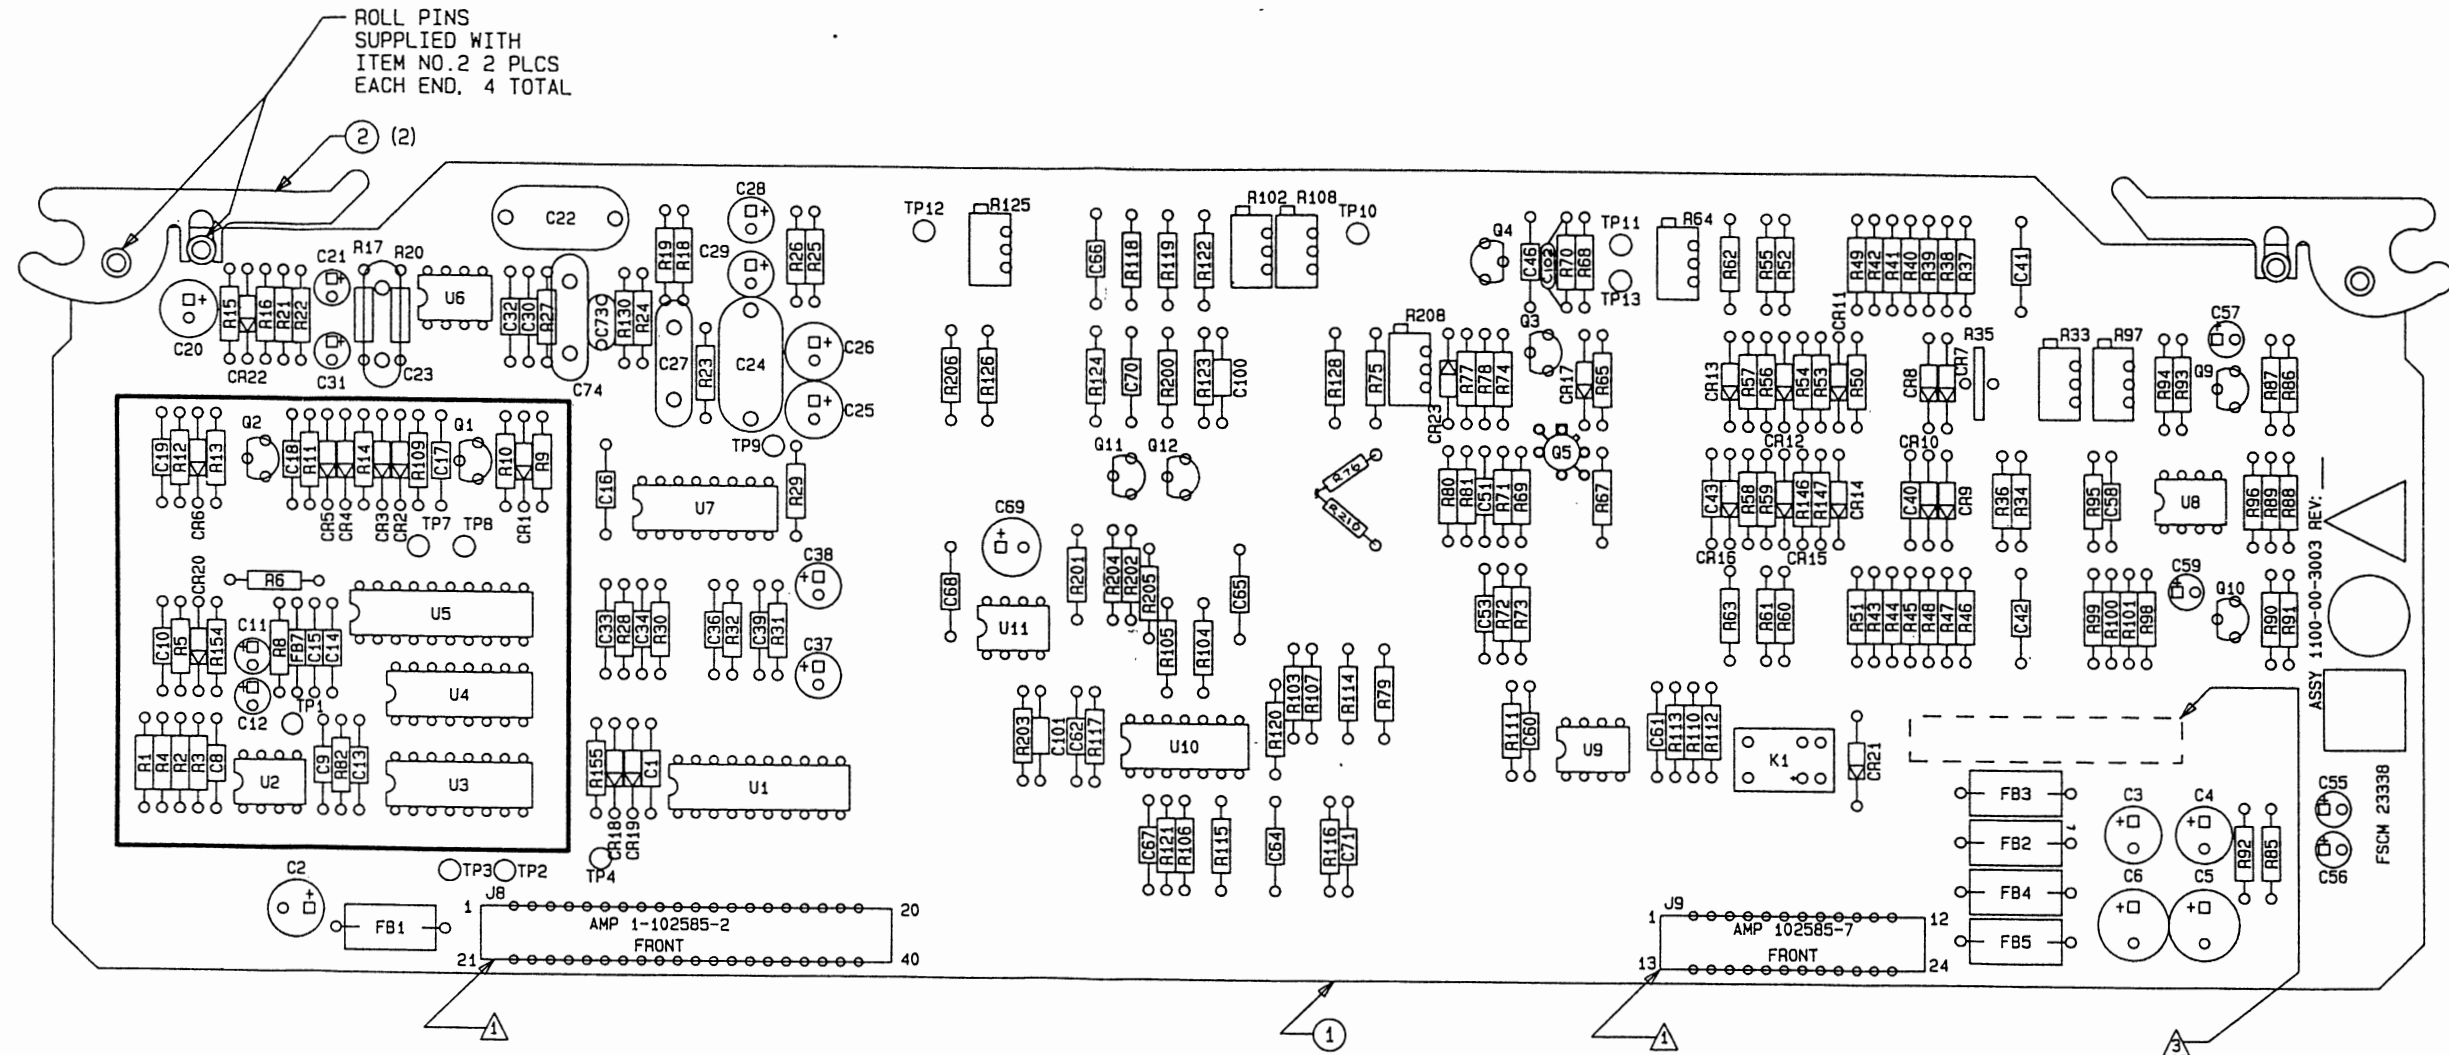 ROLL PINS
SUPPLIED WITH
ITEM NO.2 2 PLCS
EACH END. 4 TOTAL
2 (2)
C22
C28
R19 R18
R26 R25
TP12
R125
C66 R118 R119 R122
R102 R108
TP10
Q4
C46 C102 R70 R68
TP11
TP13
R64
R62 R55 R52
R49 R42 R41 R40 R39 R38 R37
C41
C29
C20
R15 R16 R21 R22
CR22
C21
C31
R17 R20
C23
U6
C32 C30 R27
C73
C74
R130 R24
C27
R23
C24
C26
C25
TP9
R206 R126
R124 C70 R200 R123 C100
R128 R75
R208
CR23
R77 R78 R74
Q3
CR17 R65
CR13 R57 R56 R54 R53 CR11 R50
CR12
CR8 CR7
R35
R33 R97
R94 R93
C57
Q9
R87 R86
C19 R12 R13
CR6
Q2
C18 R11 R14 R109 C17
CR5 CR4 CR3 CR2
Q1
R10 R9
CR1
TP7 TP8
C16
U7
R29
Q11 Q12
R76
R210
R80 R81 C51 R71 R69
Q5
R67
C43 R58 R59 R146 R147 CR14
CR16 CR15
CR10
C40 CR9
R36 R34
R95 C58
U8
R96 R89 R88
C69
C68
U11
R201 R204 R202 R205
R105 R104
C65
CR20
R6
U5
C10 R5 R154
C11
C12
R8 FB7 C15 C14
TP1
U4
C33 R28 C34 R30
C36 R32 C39 R31
C38
C37
C53 R72 R73
R63 R61 R60
R51 R43 R44 R45 R48 R47 R46
C42
R99 R100 R101 R98
C59
Q10
R90 R91
ASSY 1100-00-3003 REV:
R1 R4 R2 R3 C8
U2
C9 R82 C13
U3
R155 C1
CR18 CR19
U1
R203 C101 C62 R117
U10
R120 R103 R107 R114 R79
R111 C60
U9
C61 R113 R110 R112
K1
CR21
C67 R121 R106 R115 C64 R116 C71
FB3
FB2
FB4
FB5
C3 C4
C6 C5
R92 R85
C55
C56
FSCM 23338
C2
FB1
TP3 TP2
TP4
J8
1 20
AMP 1-102585-2
FRONT
21 40
J9
1 12
AMP 102585-7
FRONT
13 24
1
1
1
3